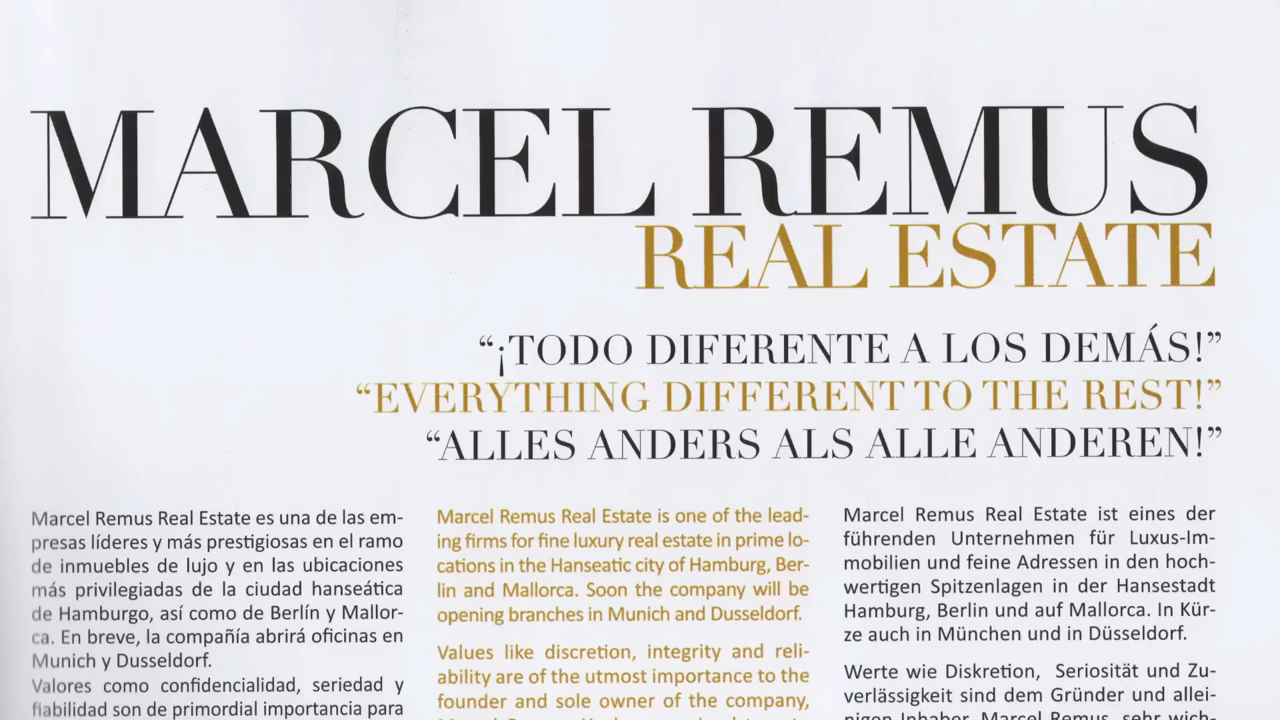 MARCEL REMUS
REAL ESTATE
“¡TODO DIFERENTE A LOS DEMÁS!”
“EVERYTHING DIFFERENT TO THE REST!”
“ALLES ANDERS ALS ALLE ANDEREN!”
Marcel Remus Real Estate es una de las em-
presas líderes y más prestigiosas en el ramo
de inmuebles de lujo y en las ubicaciones
más privilegiadas de la ciudad hanseática
de Hamburgo, así como de Berlín y Mallor-
ca. En breve, la compañía abrirá oficinas en
Munich y Dusseldorf.
Valores como confidencialidad, seriedad y
fiabilidad son de primordial importancia para
Marcel Remus Real Estate is one of the lead-
ing firms for fine luxury real estate in prime lo-
cations in the Hanseatic city of Hamburg, Ber-
lin and Mallorca. Soon the company will be
opening branches in Munich and Dusseldorf.
Values like discretion, integrity and reli-
ability are of the utmost importance to the
founder and sole owner of the company,
Marcel Remus Real Estate ist eines der
führenden Unternehmen für Luxus-Im-
mobilien und feine Adressen in den hoch-
wertigen Spitzenlagen in der Hansestadt
Hamburg, Berlin und auf Mallorca. In Kür-
ze auch in München und in Düsseldorf.
Werte wie Diskretion, Seriosität und Zu-
verlässigkeit sind dem Gründer und allei-
nigen Inhaber, Marcel Remus, sehr wich-